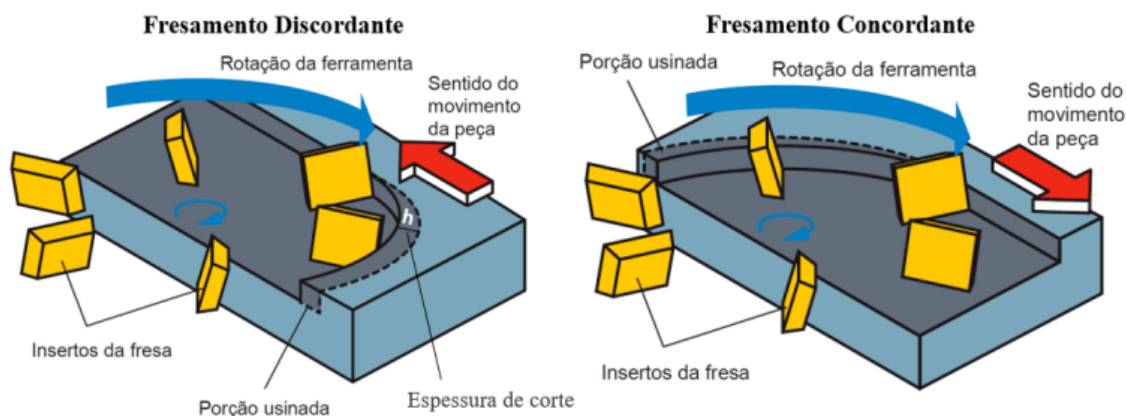 Fresamento Discordante
Rotação da ferramenta
Sentido do
movimento
da peça
h
Insertos da fresa
Porção usinada
Espessura de corte
Fresamento Concordante
Porção usinada
Rotação da ferramenta
Sentido do
movimento
da peça
Insertos da fresa